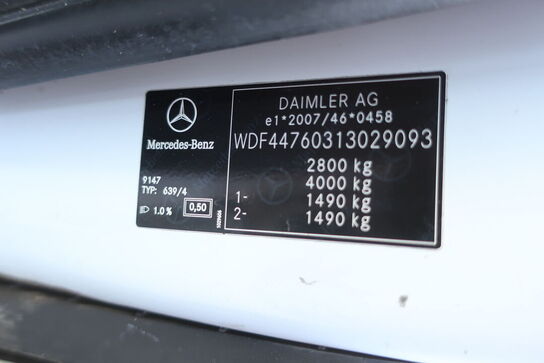 Mercedes-Benz
9147
TYP: 639/4
1.0 %
0,50
DAIMLER AG
e1*2007/46*0458
WDF44760313029093
2800 kg
4000 kg
1- 1490 kg
2- 1490 kg